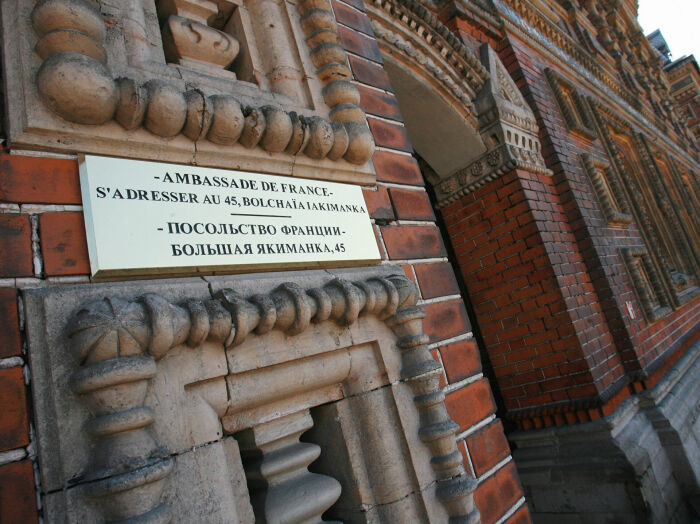 -AMBASSADE DE FRANCE-
S'ADRESSER AU 45, BOLCHAÏA IAKIMANKA
-ПОСОЛЬСТВО ФРАНЦИИ-
БОЛЬШАЯ ЯКИМАНКА, 45